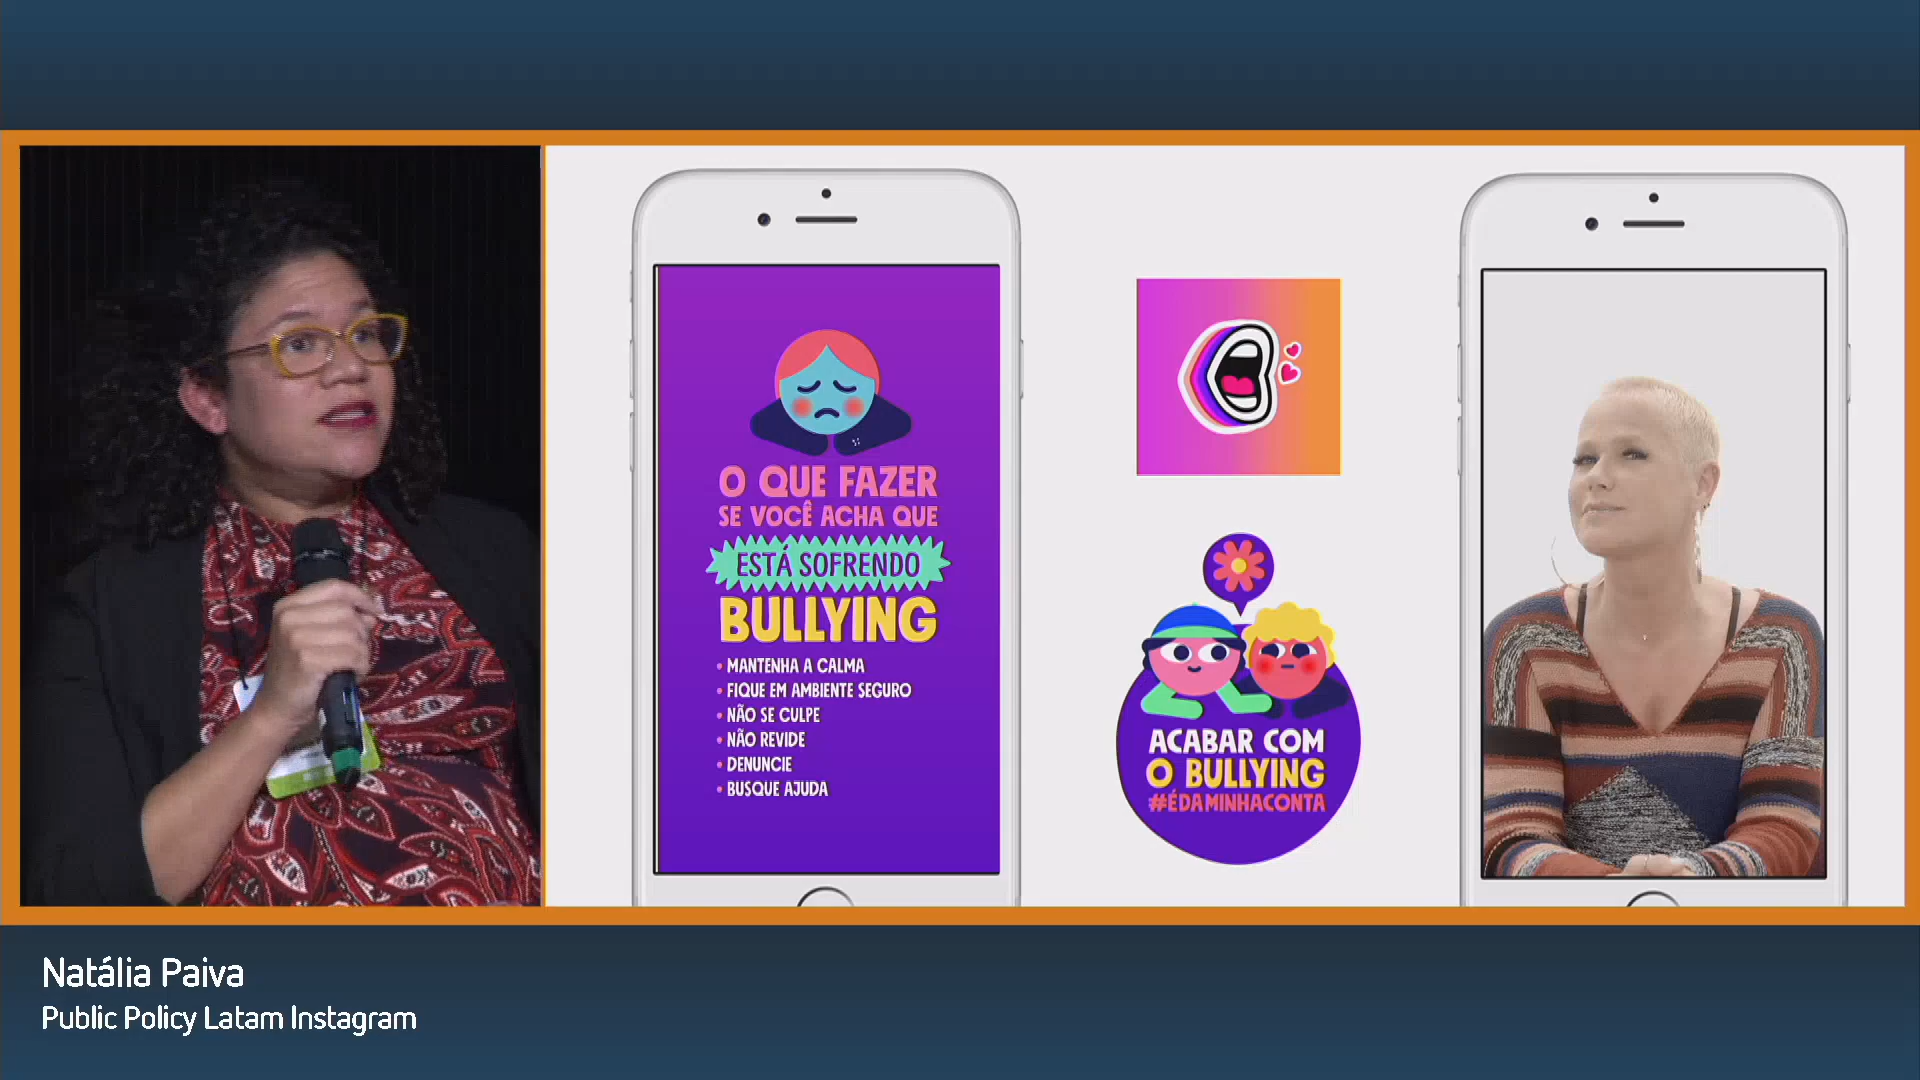 O QUE FAZER
SE VOCÊ ACHA QUE
ESTÁ SOFRENDO
BULLYING
• MANTENHA A CALMA
• FIQUE EM AMBIENTE SEGURO
• NÃO SE CULPE
• NÃO REVIDE
• DENUNCIE
• BUSQUE AJUDA
ACABAR COM
O BULLYING
#ÉDAMINHACONTA
Natália Paiva
Public Policy Latam Instagram